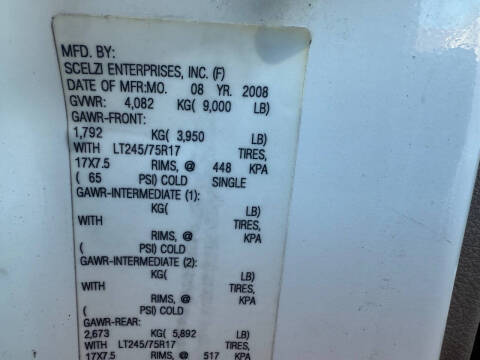 MFD. BY:
SCELZI ENTERPRISES, INC. (F)
DATE OF MFR:MO. 08 YR. 2008
GVWR: 4,082 KG( 9,000 LB)
GAWR-FRONT:
1,792 KG( 3,950 LB)
WITH LT245/75R17 TIRES,
17X7.5 RIMS, @ 448 KPA
( 65 PSI) COLD SINGLE
GAWR-INTERMEDIATE (1):
KG( LB)
WITH TIRES,
RIMS, @ KPA
( PSI) COLD
GAWR-INTERMEDIATE (2):
KG( LB)
WITH TIRES,
RIMS, @ KPA
( PSI) COLD
GAWR-REAR:
2,673 KG( 5,892 LB)
WITH LT245/75R17 TIRES,
17X7.5 RIMS, @ 517 KPA